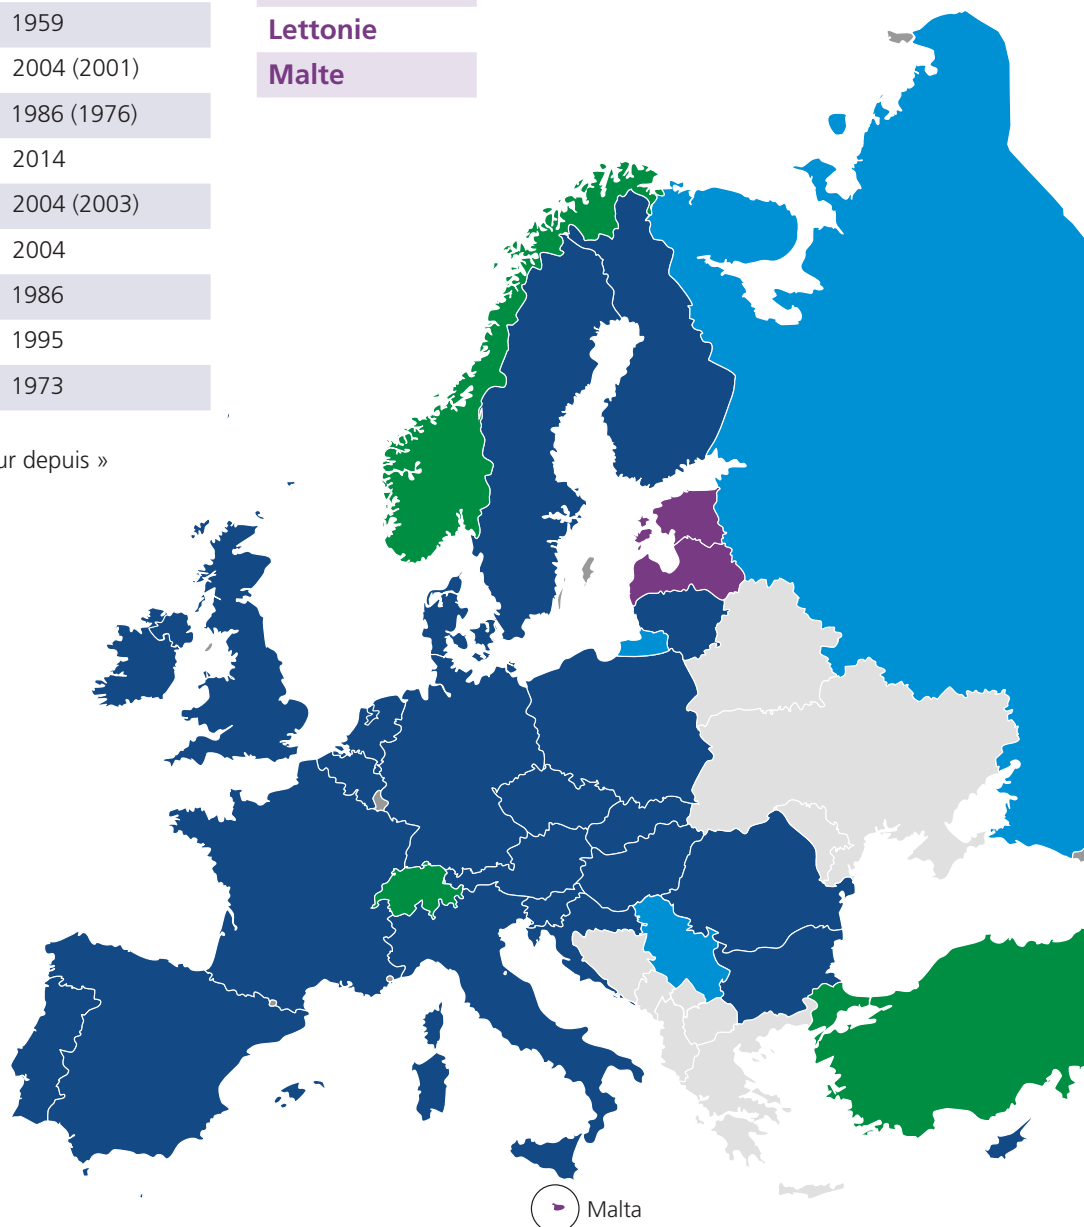 1959
2004 (2001)
1986 (1976)
2014
2004 (2003)
2004
1986
1995
1973
ur depuis »
Lettonie
Malte
Malta